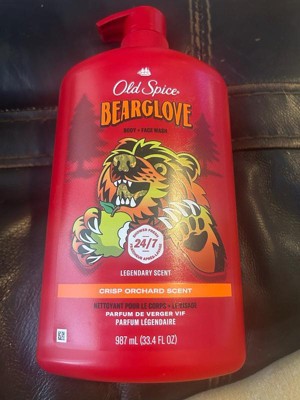 Old Spice
BEARGLOVE
BODY + FACE WASH
24/7
LEGENDARY SCENT
CRISP ORCHARD SCENT
NETTOYANT POUR LE CORPS + LE VISAGE
PARFUM DE VERGER VIF
PARFUM LÉGENDAIRE
987 ml (33.4 FL OZ)